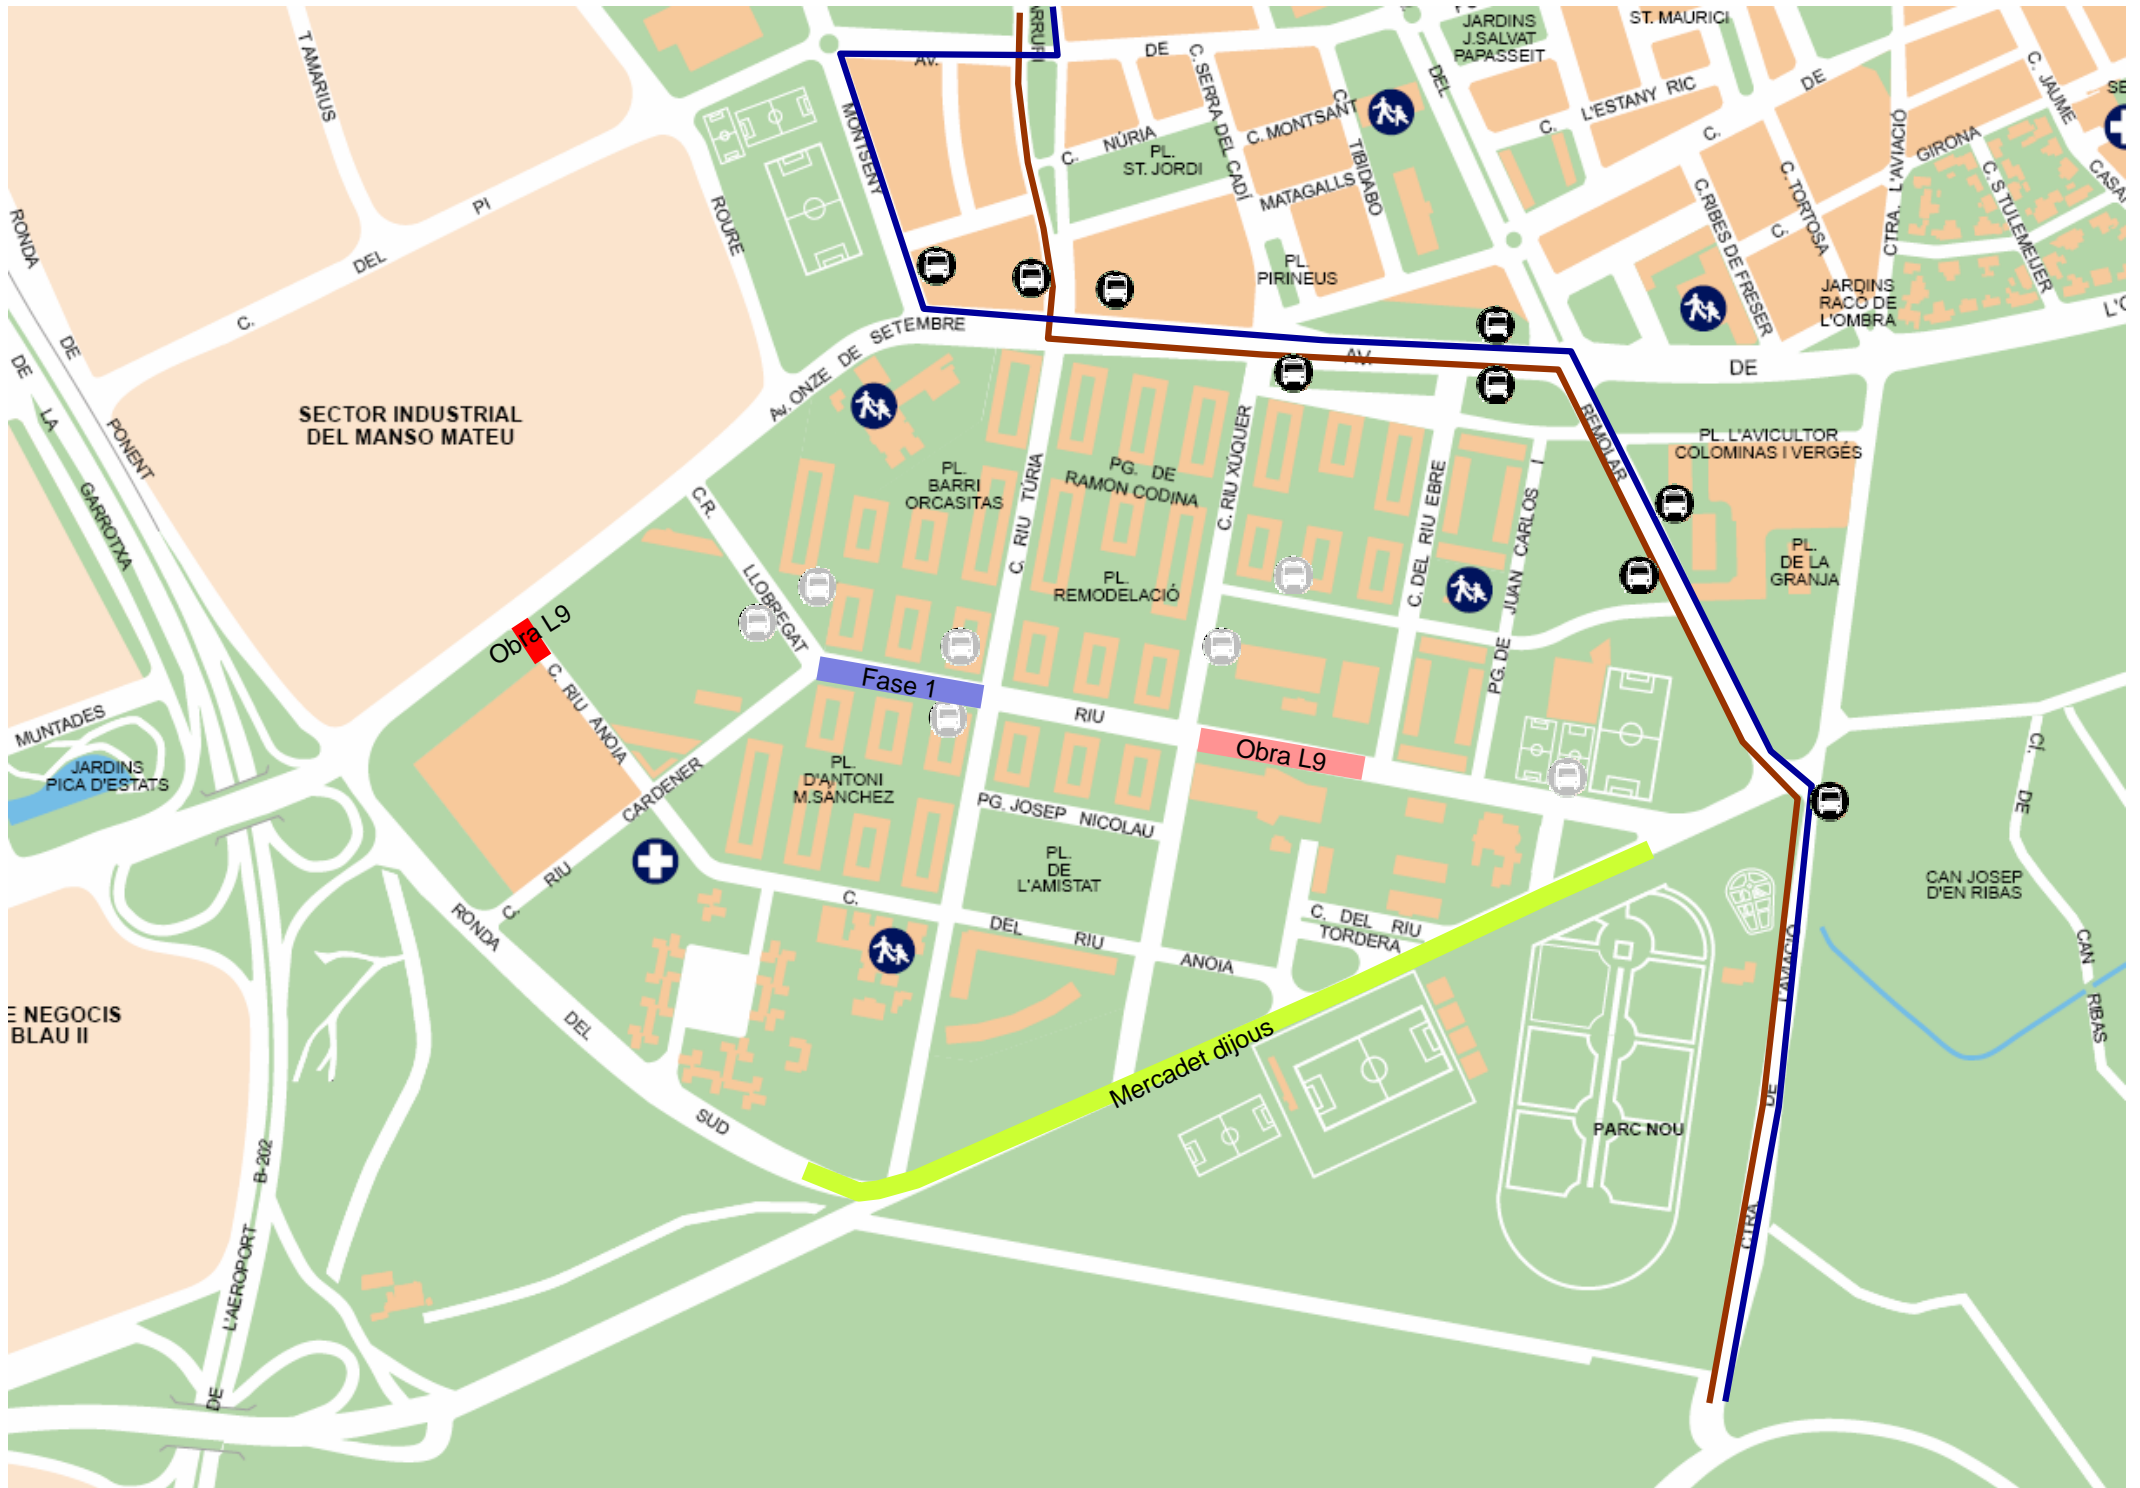 TAMARIUS
AV.
DE
C. SERRA DEL CADÍ
C. MONTSANT
C. NÚRIA
PL.
ST. JORDI
MATAGALLS
C. TIBIDABO
DEL
JARDINS
J.SALVAT
PAPASSEIT
ST. MAURICI
C. L'ESTANY RIC
C. DE
C. JAUME
SE
GIRONA
CTRA. L'AVIACIÓ
C. S TULEMEIJER
C. TORTOSA
C.RIBES DE FRESER
C.
MONTSENY
ROURE
RONDA
DE
PONENT
C. DEL PI
DE LA GARROTXA
PL.
PIRINEUS
JARDINS
RACÓ DE
L'OMBRA
SECTOR INDUSTRIAL
DEL MANSO MATEU
Av. ONZE DE SETEMBRE
AV.
DE
REMOLAR
PL. L'AVICULTOR
COLOMINAS I VERGÉS
PL.
BARRI
ORCASITAS
PG. DE
RAMON CODINA
C. RIU TÚRIA
C. RIU XÚQUER
C. DEL RIU EBRE
PG. DE JUAN CARLOS I
C.R. LLOBREGAT
PL.
REMODELACIÓ
PL.
DE LA
GRANJA
Obra L9
C. RIU ANOIA
Fase 1
RIU
Obra L9
MUNTADES
JARDINS
PICA D'ESTATS
C. RIU CARDENER
PL.
D'ANTONI
M.SÁNCHEZ
PG. JOSEP NICOLAU
PL.
DE
L'AMISTAT
C. DEL RIU ANOIA
C. DEL RIU
TORDERA
CAN JOSEP
D'EN RIBAS
Cl. DE CAN RIBAS
RONDA DEL SUD
E NEGOCIS
BLAU II
Mercadet dijous
PARC NOU
CTRA. DE L'AVIACIÓ
B-202
DE L'AEROPORT